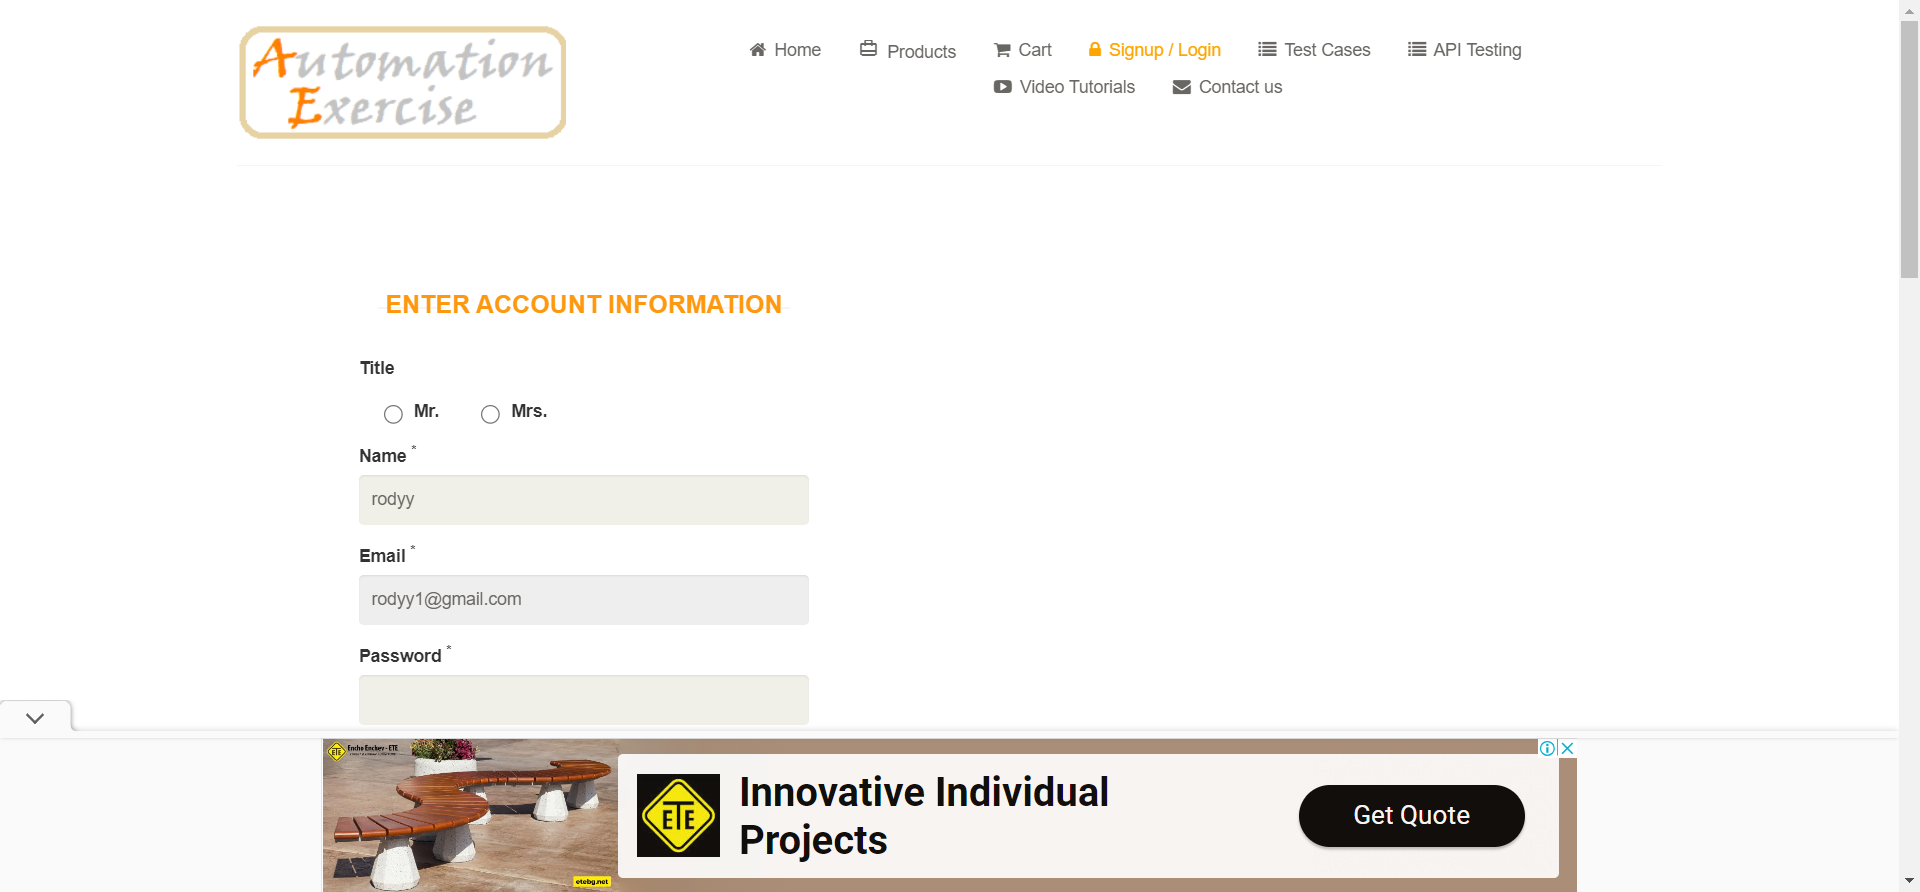 Automation
Exercise
Home
Products
Cart
Signup / Login
Test Cases
API Testing
Video Tutorials
Contact us
ENTER ACCOUNT INFORMATION
Title
Mr.
Mrs.
Name *
rodyy
Email *
rodyy1@gmail.com
Password *
ETE
Encho Enchev - ETE
etebg.net
ETE
Innovative Individual
Projects
Get Quote